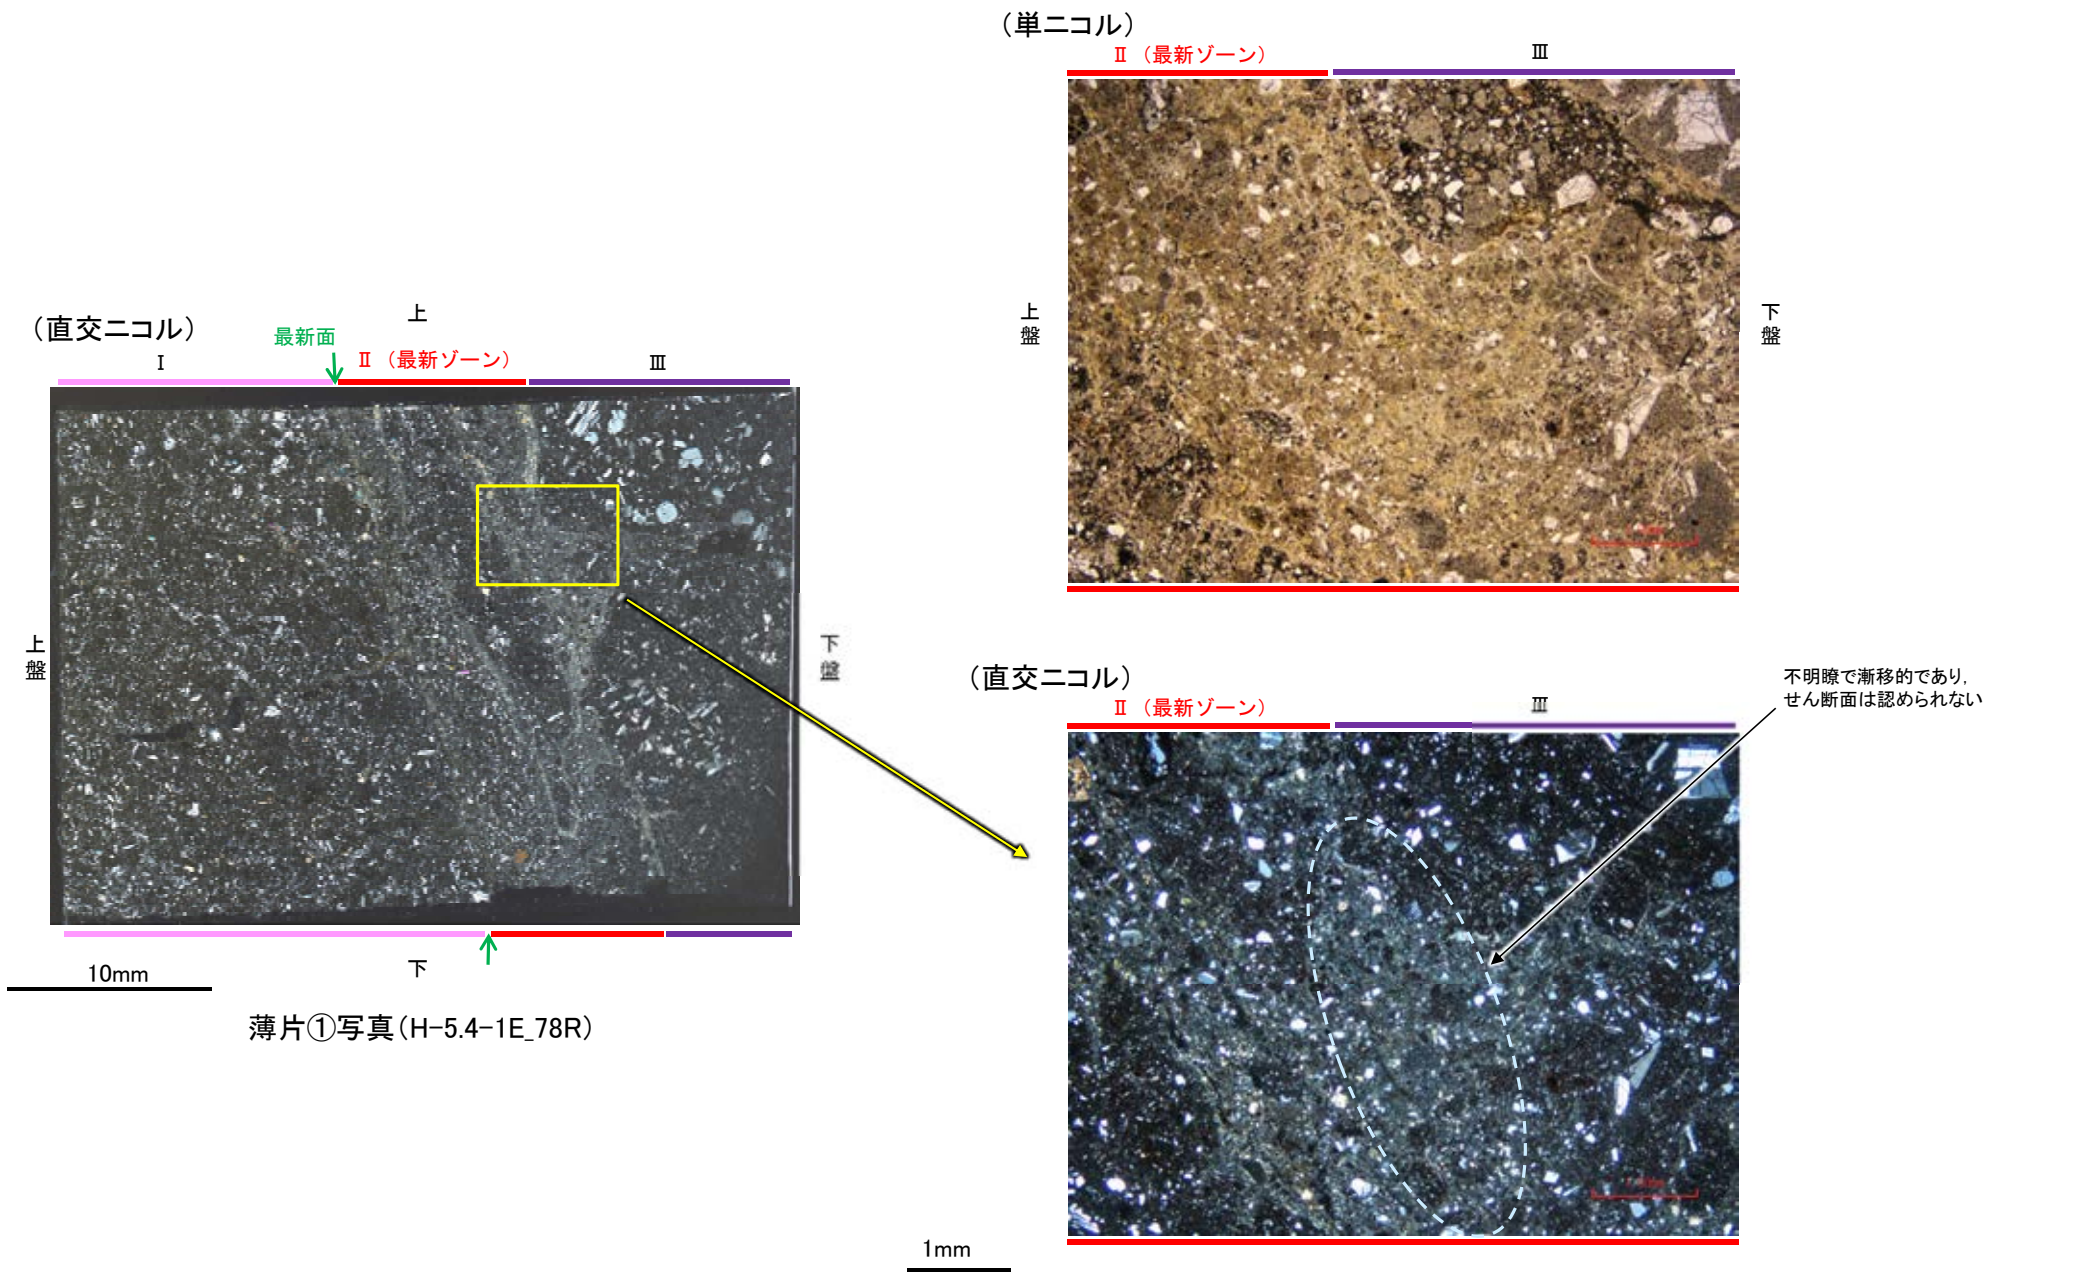 （単ニコル）
Ⅱ（最新ゾーン）
Ⅲ
上盤
下盤
（直交ニコル）
最新面
上
Ⅰ
Ⅱ（最新ゾーン）
Ⅲ
上盤
下盤
下
10mm
薄片①写真（H-5.4-1E_78R）
（直交ニコル）
Ⅱ（最新ゾーン）
Ⅲ
不明瞭で漸移的であり，
せん断面は認められない
1mm